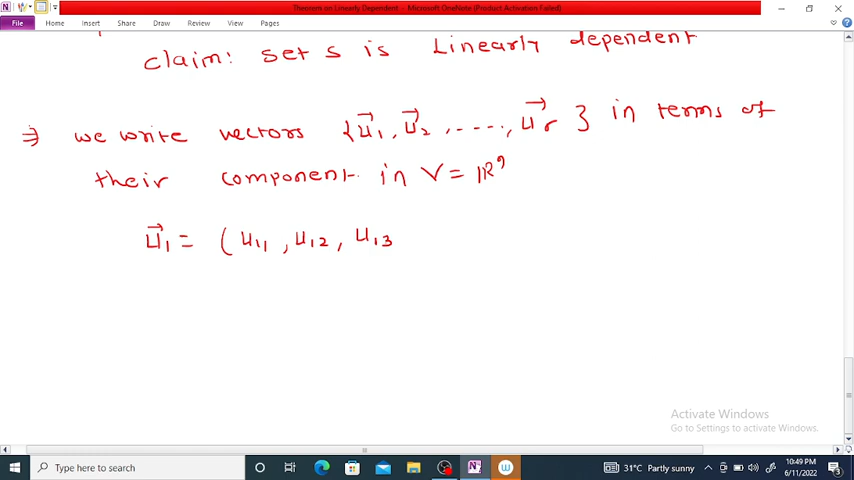 Theorem on Linearly Dependent - Microsoft OneNote (Product Activation Failed)
File Home Insert Share Draw Review View Pages
claim: set s is Linearly dependent
⇒ we write vectors {u⃗₁, u⃗₂, ....., u⃗r } in terms of
their component in V = ℝⁿ
u⃗₁ = ( u₁₁ , u₁₂ , u₁₃
Activate Windows
Go to Settings to activate Windows.
Type here to search
31°C Partly sunny
10:49 PM
6/11/2022
3